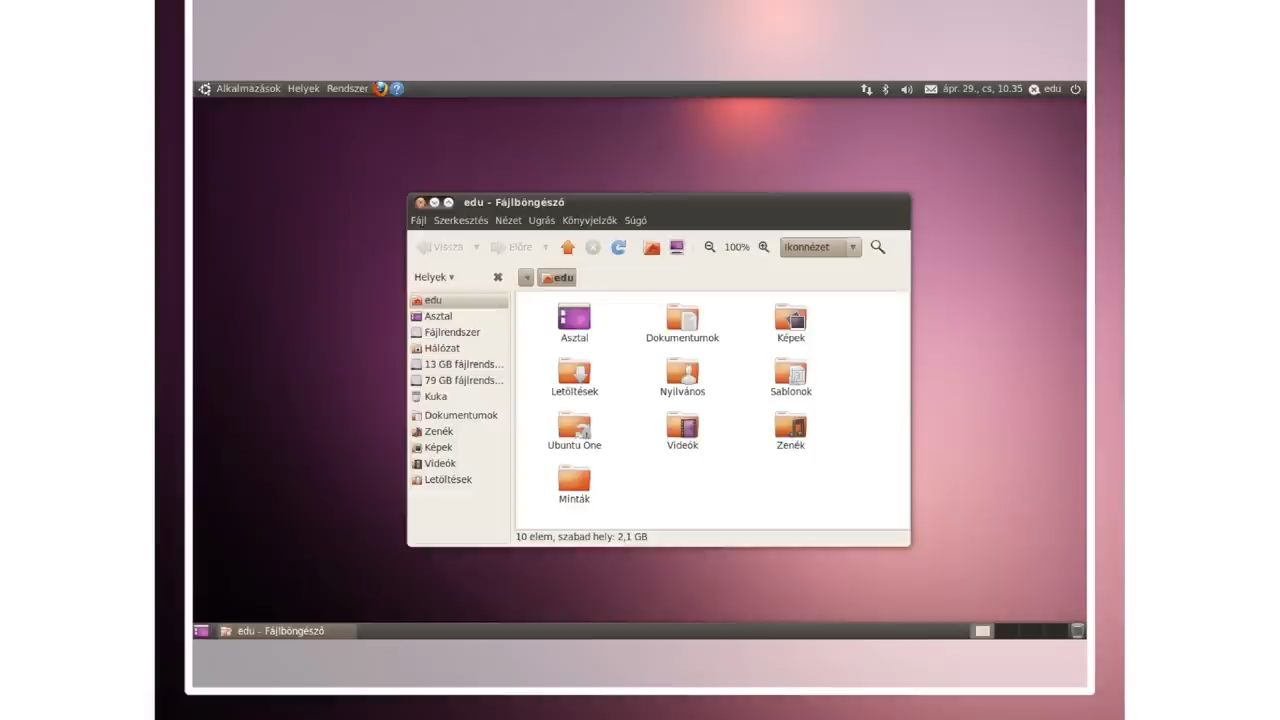 Alkalmazások Helyek Rendszer ápr. 29., cs, 10.35 edu
edu - Fájlböngésző
Fájl Szerkesztés Nézet Ugrás Könyvjelzők Súgó
Vissza Előre 100% Ikonnézet
Helyek edu
edu
Asztal
Fájlrendszer
Hálózat
13 GB fájlrends...
79 GB fájlrends...
Kuka
Dokumentumok
Zenék
Képek
Videók
Letöltések
Asztal Dokumentumok Képek
Letöltések Nyilvános Sablonok
Ubuntu One Videók Zenék
Minták
10 elem, szabad hely: 2,1 GB
edu - Fájlböngésző